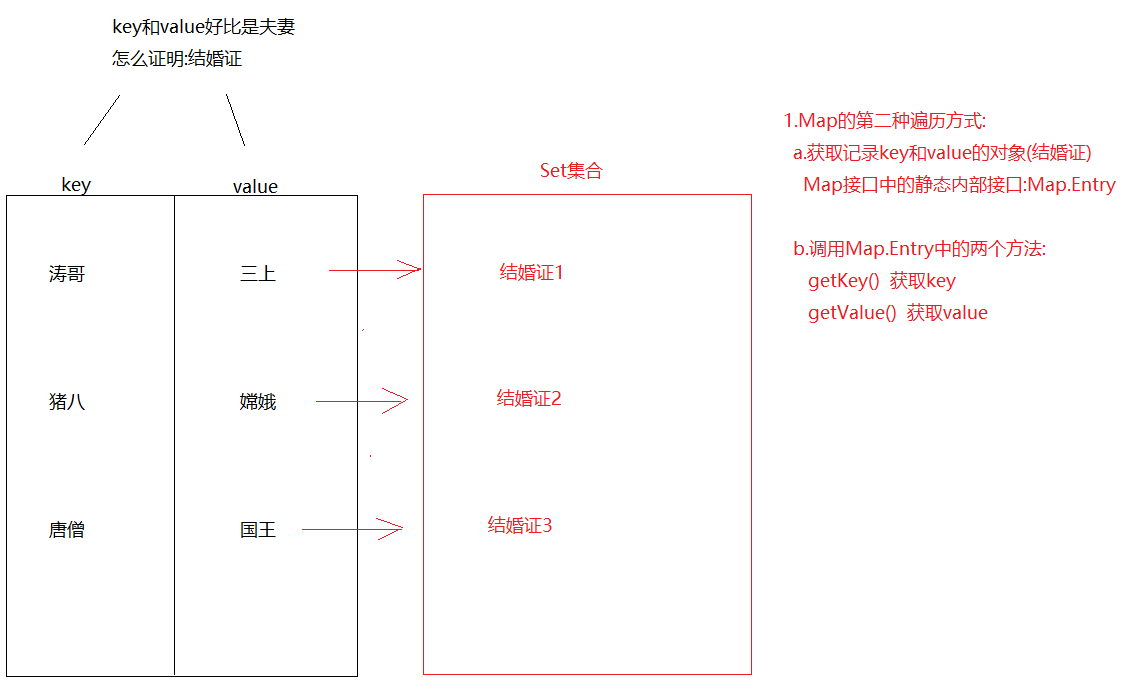 key和value好比是夫妻
怎么证明:结婚证
key
value
涛哥
三上
猪八
嫦娥
唐僧
国王
Set集合
结婚证1
结婚证2
结婚证3
1.Map的第二种遍历方式:
a.获取记录key和value的对象(结婚证)
Map接口中的静态内部接口:Map.Entry
b.调用Map.Entry中的两个方法:
getKey() 获取key
getValue() 获取value